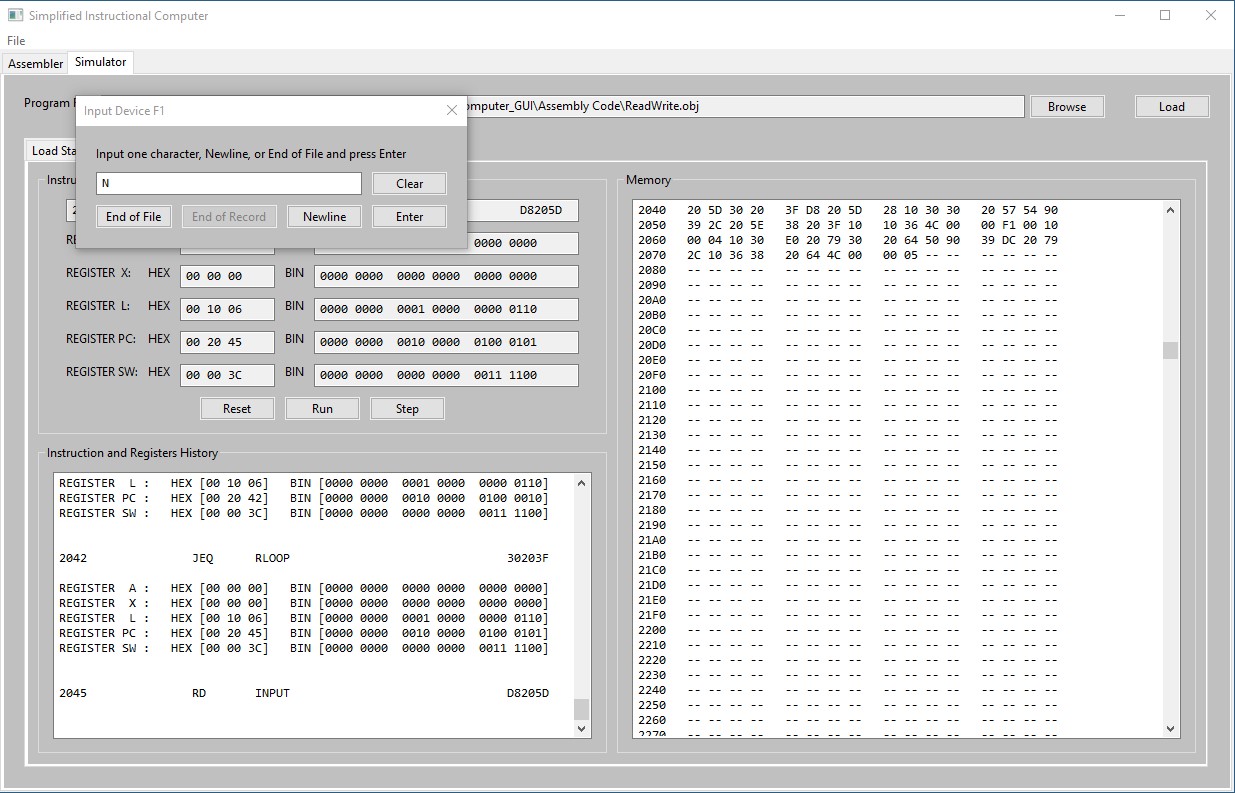 Simplified Instructional Computer
File
Assembler Simulator
Program omputer_GUI\Assembly Code\ReadWrite.obj Browse Load
Input Device F1
Input one character, Newline, or End of File and press Enter
N Clear
End of File End of Record Newline Enter
Load Sta
Instru
D8205D
RE 0000 0000
REGISTER X: HEX 00 00 00 BIN 0000 0000 0000 0000 0000 0000
REGISTER L: HEX 00 10 06 BIN 0000 0000 0001 0000 0000 0110
REGISTER PC: HEX 00 20 45 BIN 0000 0000 0010 0000 0100 0101
REGISTER SW: HEX 00 00 3C BIN 0000 0000 0000 0000 0011 1100
Reset Run Step
Instruction and Registers History
REGISTER L : HEX [00 10 06] BIN [0000 0000 0001 0000 0000 0110]
REGISTER PC : HEX [00 20 42] BIN [0000 0000 0010 0000 0100 0010]
REGISTER SW : HEX [00 00 3C] BIN [0000 0000 0000 0000 0011 1100]
2042 JEQ RLOOP 30203F
REGISTER A : HEX [00 00 00] BIN [0000 0000 0000 0000 0000 0000]
REGISTER X : HEX [00 00 00] BIN [0000 0000 0000 0000 0000 0000]
REGISTER L : HEX [00 10 06] BIN [0000 0000 0001 0000 0000 0110]
REGISTER PC : HEX [00 20 45] BIN [0000 0000 0010 0000 0100 0101]
REGISTER SW : HEX [00 00 3C] BIN [0000 0000 0000 0000 0011 1100]
2045 RD INPUT D8205D
Memory
2040 20 5D 30 20 3F D8 20 5D 28 10 30 30 20 57 54 90
2050 39 2C 20 5E 38 20 3F 10 10 36 4C 00 00 F1 00 10
2060 00 04 10 30 E0 20 79 30 20 64 50 90 39 DC 20 79
2070 2C 10 36 38 20 64 4C 00 00 05 -- -- -- -- -- --
2080 -- -- -- -- -- -- -- -- -- -- -- -- -- -- -- --
2090 -- -- -- -- -- -- -- -- -- -- -- -- -- -- -- --
20A0 -- -- -- -- -- -- -- -- -- -- -- -- -- -- -- --
20B0 -- -- -- -- -- -- -- -- -- -- -- -- -- -- -- --
20C0 -- -- -- -- -- -- -- -- -- -- -- -- -- -- -- --
20D0 -- -- -- -- -- -- -- -- -- -- -- -- -- -- -- --
20E0 -- -- -- -- -- -- -- -- -- -- -- -- -- -- -- --
20F0 -- -- -- -- -- -- -- -- -- -- -- -- -- -- -- --
2100 -- -- -- -- -- -- -- -- -- -- -- -- -- -- -- --
2110 -- -- -- -- -- -- -- -- -- -- -- -- -- -- -- --
2120 -- -- -- -- -- -- -- -- -- -- -- -- -- -- -- --
2130 -- -- -- -- -- -- -- -- -- -- -- -- -- -- -- --
2140 -- -- -- -- -- -- -- -- -- -- -- -- -- -- -- --
2150 -- -- -- -- -- -- -- -- -- -- -- -- -- -- -- --
2160 -- -- -- -- -- -- -- -- -- -- -- -- -- -- -- --
2170 -- -- -- -- -- -- -- -- -- -- -- -- -- -- -- --
2180 -- -- -- -- -- -- -- -- -- -- -- -- -- -- -- --
2190 -- -- -- -- -- -- -- -- -- -- -- -- -- -- -- --
21A0 -- -- -- -- -- -- -- -- -- -- -- -- -- -- -- --
21B0 -- -- -- -- -- -- -- -- -- -- -- -- -- -- -- --
21C0 -- -- -- -- -- -- -- -- -- -- -- -- -- -- -- --
21D0 -- -- -- -- -- -- -- -- -- -- -- -- -- -- -- --
21E0 -- -- -- -- -- -- -- -- -- -- -- -- -- -- -- --
21F0 -- -- -- -- -- -- -- -- -- -- -- -- -- -- -- --
2200 -- -- -- -- -- -- -- -- -- -- -- -- -- -- -- --
2210 -- -- -- -- -- -- -- -- -- -- -- -- -- -- -- --
2220 -- -- -- -- -- -- -- -- -- -- -- -- -- -- -- --
2230 -- -- -- -- -- -- -- -- -- -- -- -- -- -- -- --
2240 -- -- -- -- -- -- -- -- -- -- -- -- -- -- -- --
2250 -- -- -- -- -- -- -- -- -- -- -- -- -- -- -- --
2260 -- -- -- -- -- -- -- -- -- -- -- -- -- -- -- --
2270 -- -- -- -- -- -- -- -- -- -- -- -- -- -- -- --